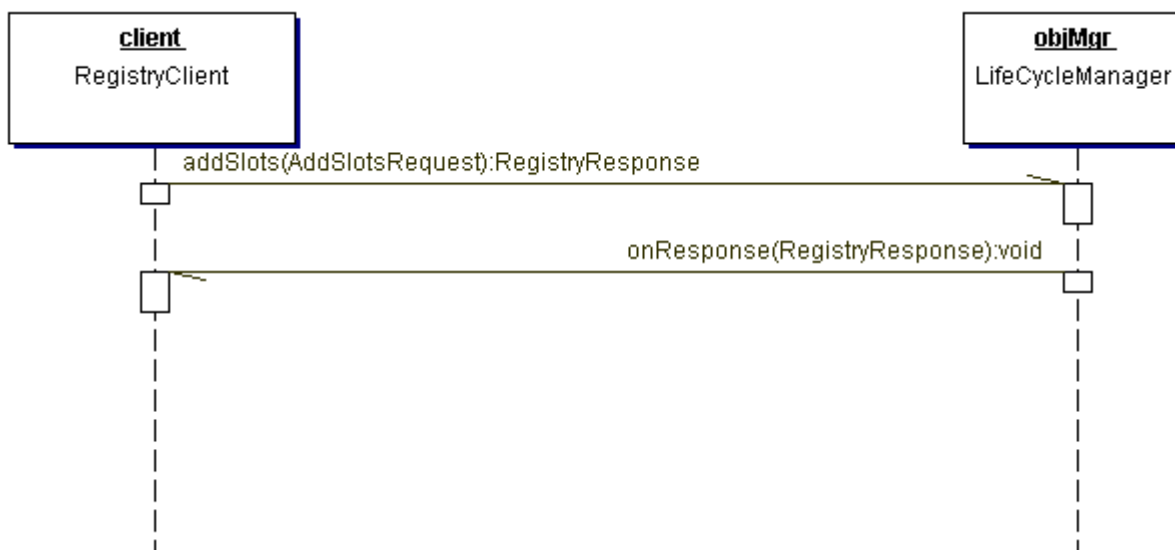 client
RegistryClient
objMgr
LifeCycleManager
addSlots(AddSlotsRequest):RegistryResponse
onResponse(RegistryResponse):void